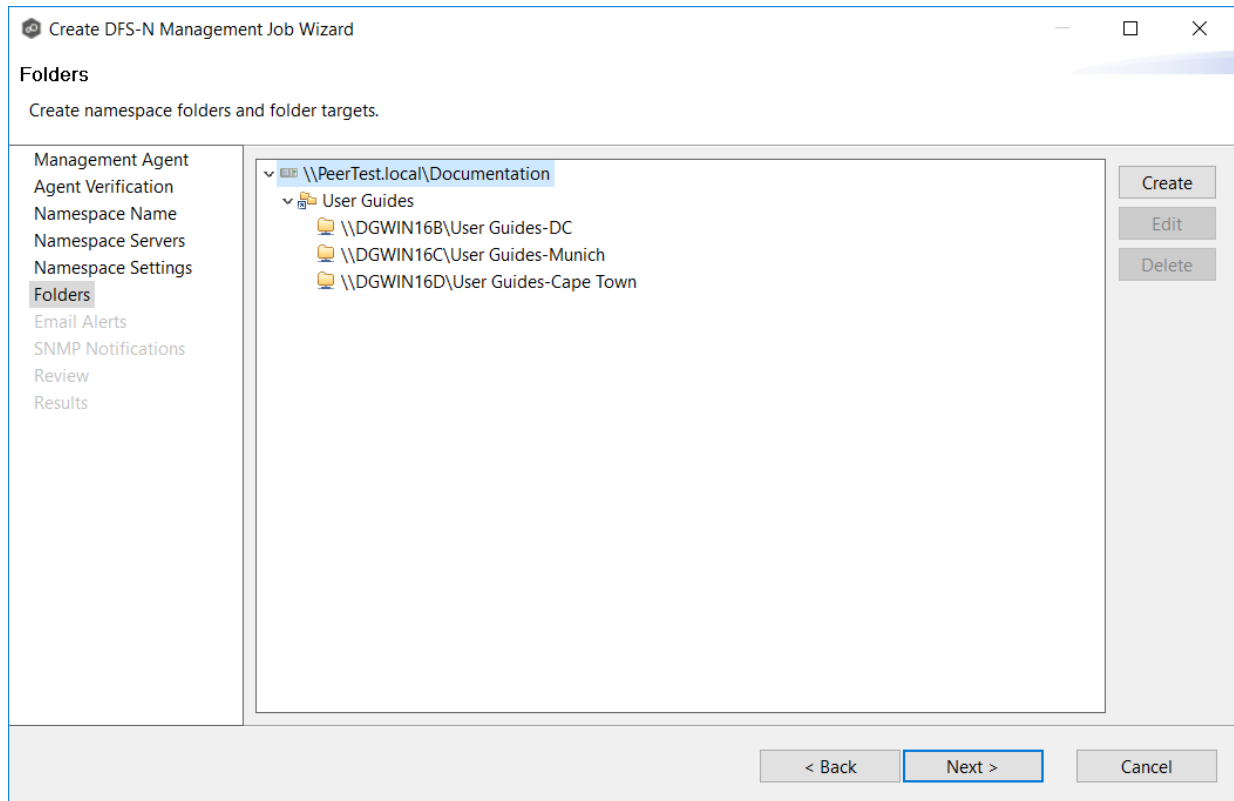 Create DFS-N Management Job Wizard
Folders
Create namespace folders and folder targets.
Management Agent
Agent Verification
Namespace Name
Namespace Servers
Namespace Settings
Folders
Email Alerts
SNMP Notifications
Review
Results
\\PeerTest.local\Documentation
User Guides
\\DGWIN16B\User Guides-DC
\\DGWIN16C\User Guides-Munich
\\DGWIN16D\User Guides-Cape Town
Create
Edit
Delete
< Back
Next >
Cancel